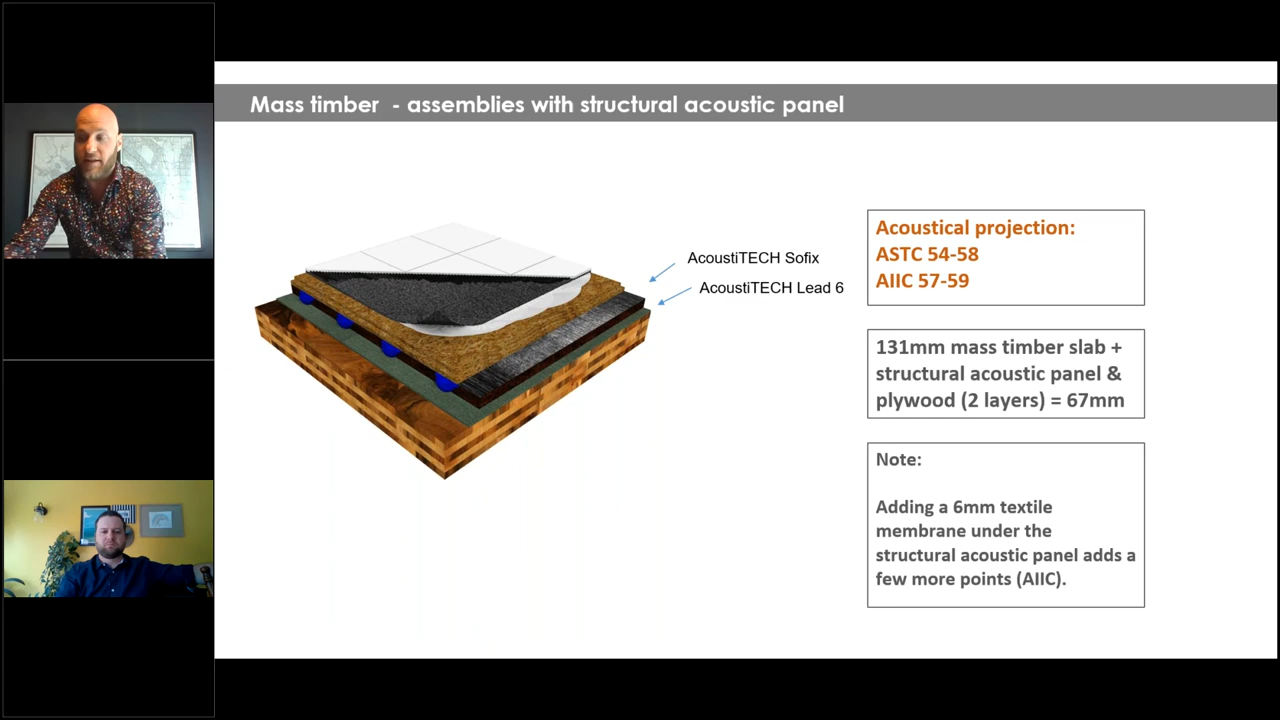 Mass timber - assemblies with structural acoustic panel
AcoustiTECH Sofix
AcoustiTECH Lead 6
Acoustical projection:
ASTC 54-58
AIIC 57-59
131mm mass timber slab +
structural acoustic panel &
plywood (2 layers) = 67mm
Note:
Adding a 6mm textile
membrane under the
structural acoustic panel adds a
few more points (AIIC).